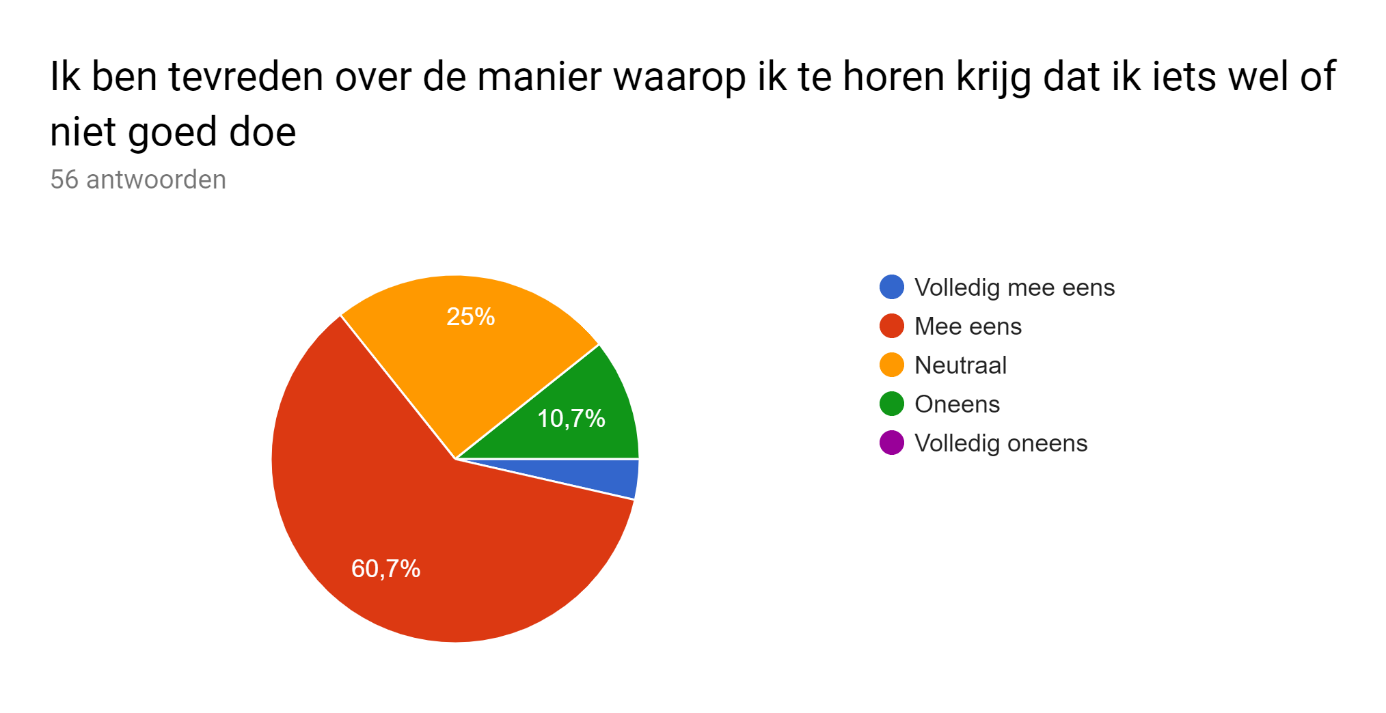 Ik ben tevreden over de manier waarop ik te horen krijg dat ik iets wel of
niet goed doe
56 antwoorden
25%
10,7%
60,7%
Volledig mee eens
Mee eens
Neutraal
Oneens
Volledig oneens